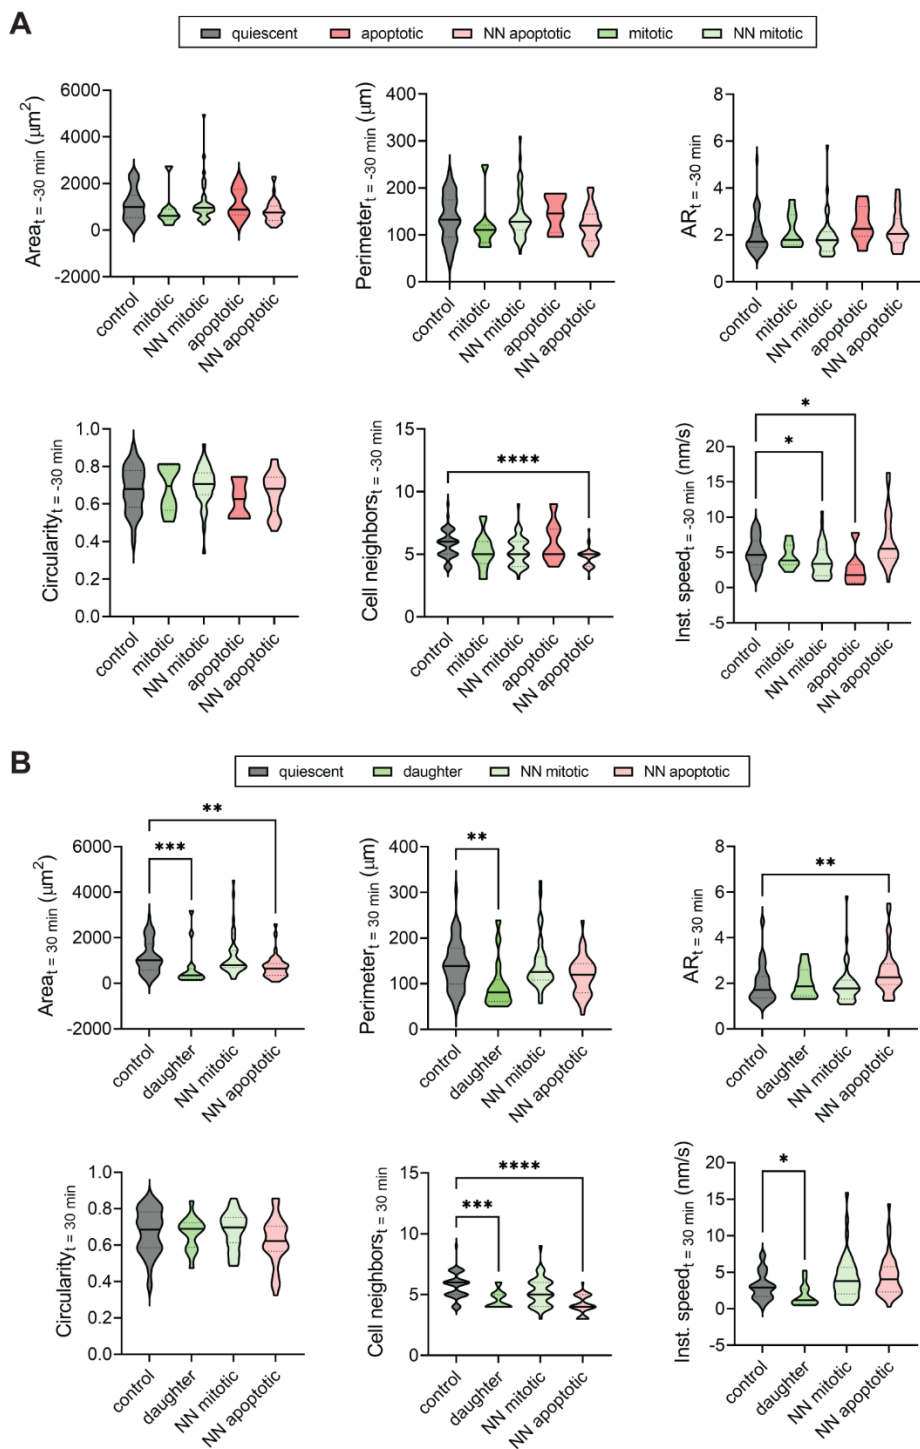 A
quiescent apoptotic NN apoptotic mitotic NN mitotic
Area t = -30 min (μm²)
6000
4000
2000
0
-2000
control
mitotic
NN mitotic
apoptotic
NN apoptotic
Perimeter t = -30 min (μm)
400
300
200
100
0
control
mitotic
NN mitotic
apoptotic
NN apoptotic
AR t = -30 min
8
6
4
2
0
control
mitotic
NN mitotic
apoptotic
NN apoptotic
Circularity t = -30 min
1.0
0.8
0.6
0.4
0.2
0.0
control
mitotic
NN mitotic
apoptotic
NN apoptotic
Cell neighbors t = -30 min
15
10
5
0
****
control
mitotic
NN mitotic
apoptotic
NN apoptotic
Inst. speed t = -30 min (nm/s)
20
15
10
5
0
-5
*
*
control
mitotic
NN mitotic
apoptotic
NN apoptotic
B
quiescent daughter NN mitotic NN apoptotic
Area t = 30 min (μm²)
6000
4000
2000
0
-2000
**
***
control
daughter
NN mitotic
NN apoptotic
Perimeter t = 30 min (μm)
400
300
200
100
0
**
control
daughter
NN mitotic
NN apoptotic
AR t = 30 min
8
6
4
2
0
**
control
daughter
NN mitotic
NN apoptotic
Circularity t = 30 min
1.0
0.8
0.6
0.4
0.2
0.0
control
daughter
NN mitotic
NN apoptotic
Cell neighbors t = 30 min
15
10
5
0
****
***
control
daughter
NN mitotic
NN apoptotic
Inst. speed t = 30 min (nm/s)
20
15
10
5
0
-5
*
control
daughter
NN mitotic
NN apoptotic